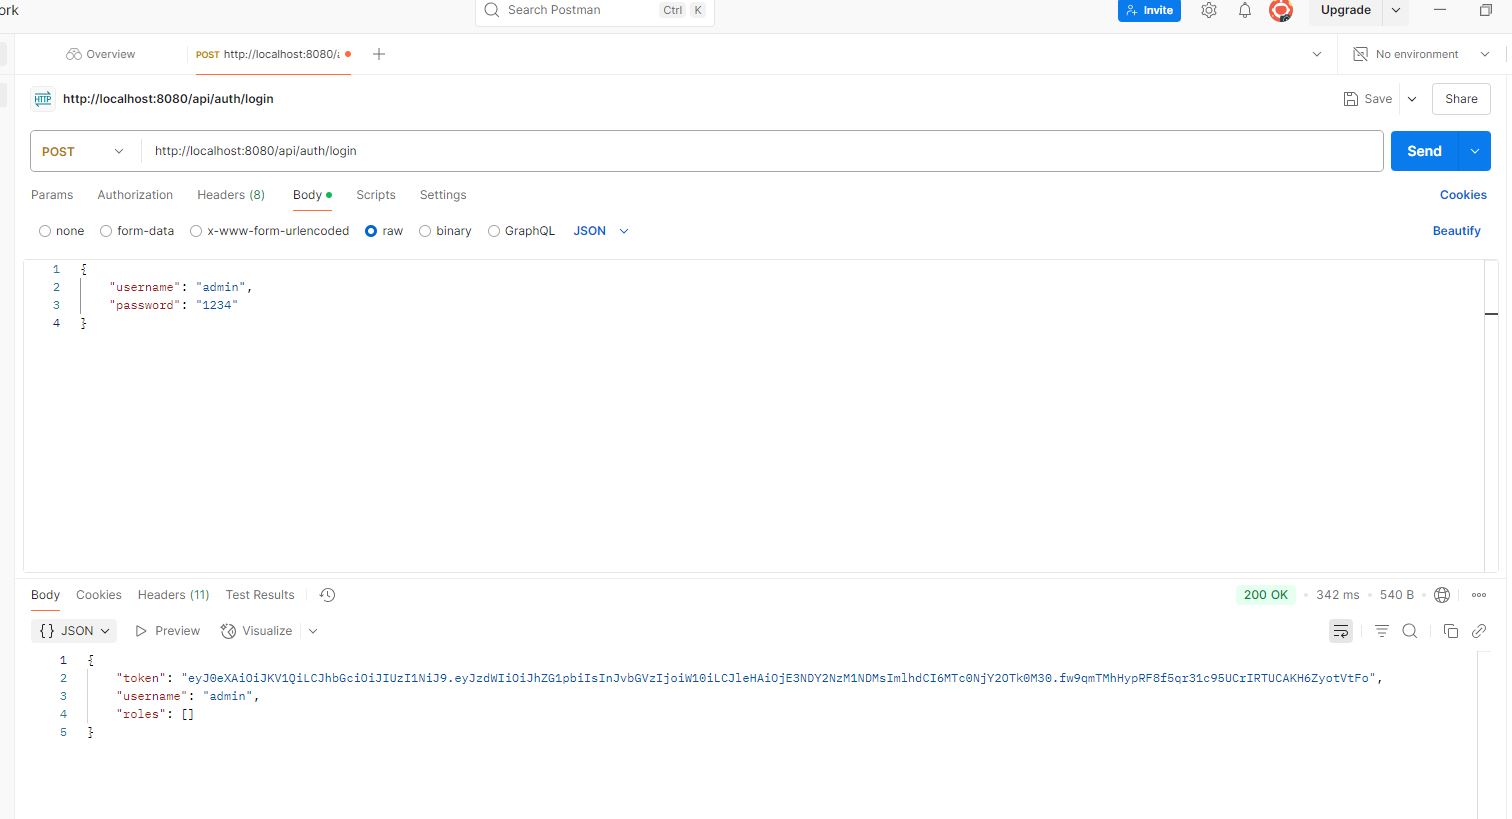 ork
Search Postman Ctrl K Invite Upgrade
Overview POST http://localhost:8080/a No environment
HTTP http://localhost:8080/api/auth/login Save Share
POST http://localhost:8080/api/auth/login Send
Params Authorization Headers (8) Body Scripts Settings Cookies
none form-data x-www-form-urlencoded raw binary GraphQL JSON Beautify
1 {
2 "username": "admin",
3 "password": "1234"
4 }
Body Cookies Headers (11) Test Results 200 OK • 342 ms • 540 B
{} JSON Preview Visualize
1 {
2 "token": "eyJ0eXAiOiJKV1QiLCJhbGciOiJIUzI1NiJ9.eyJzdWIiOiJhZG1pbiIsInJvbGVzIjoiW10iLCJleHAiOjE3NDY2NzM1NDMsImlhdCI6MTc0NjY2OTk0M30.fw9qmTMhHypRF8f5qr31c95UCrIRTUCAKH6ZyotVtFo",
3 "username": "admin",
4 "roles": []
5 }